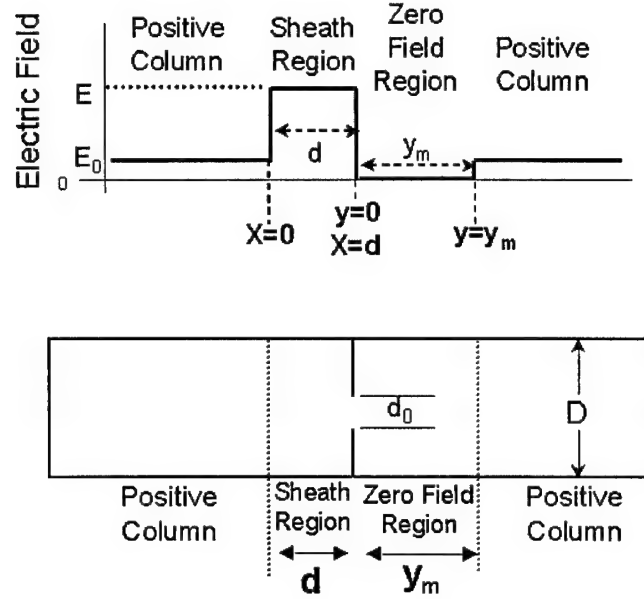 Electric Field
Positive
Column
Sheath
Region
Zero
Field
Region
Positive
Column
E
E₀
0
d
yₘ
X=0
y=0
X=d
y=yₘ
d₀
D
Positive
Column
Sheath
Region
Zero Field
Region
Positive
Column
d
yₘ